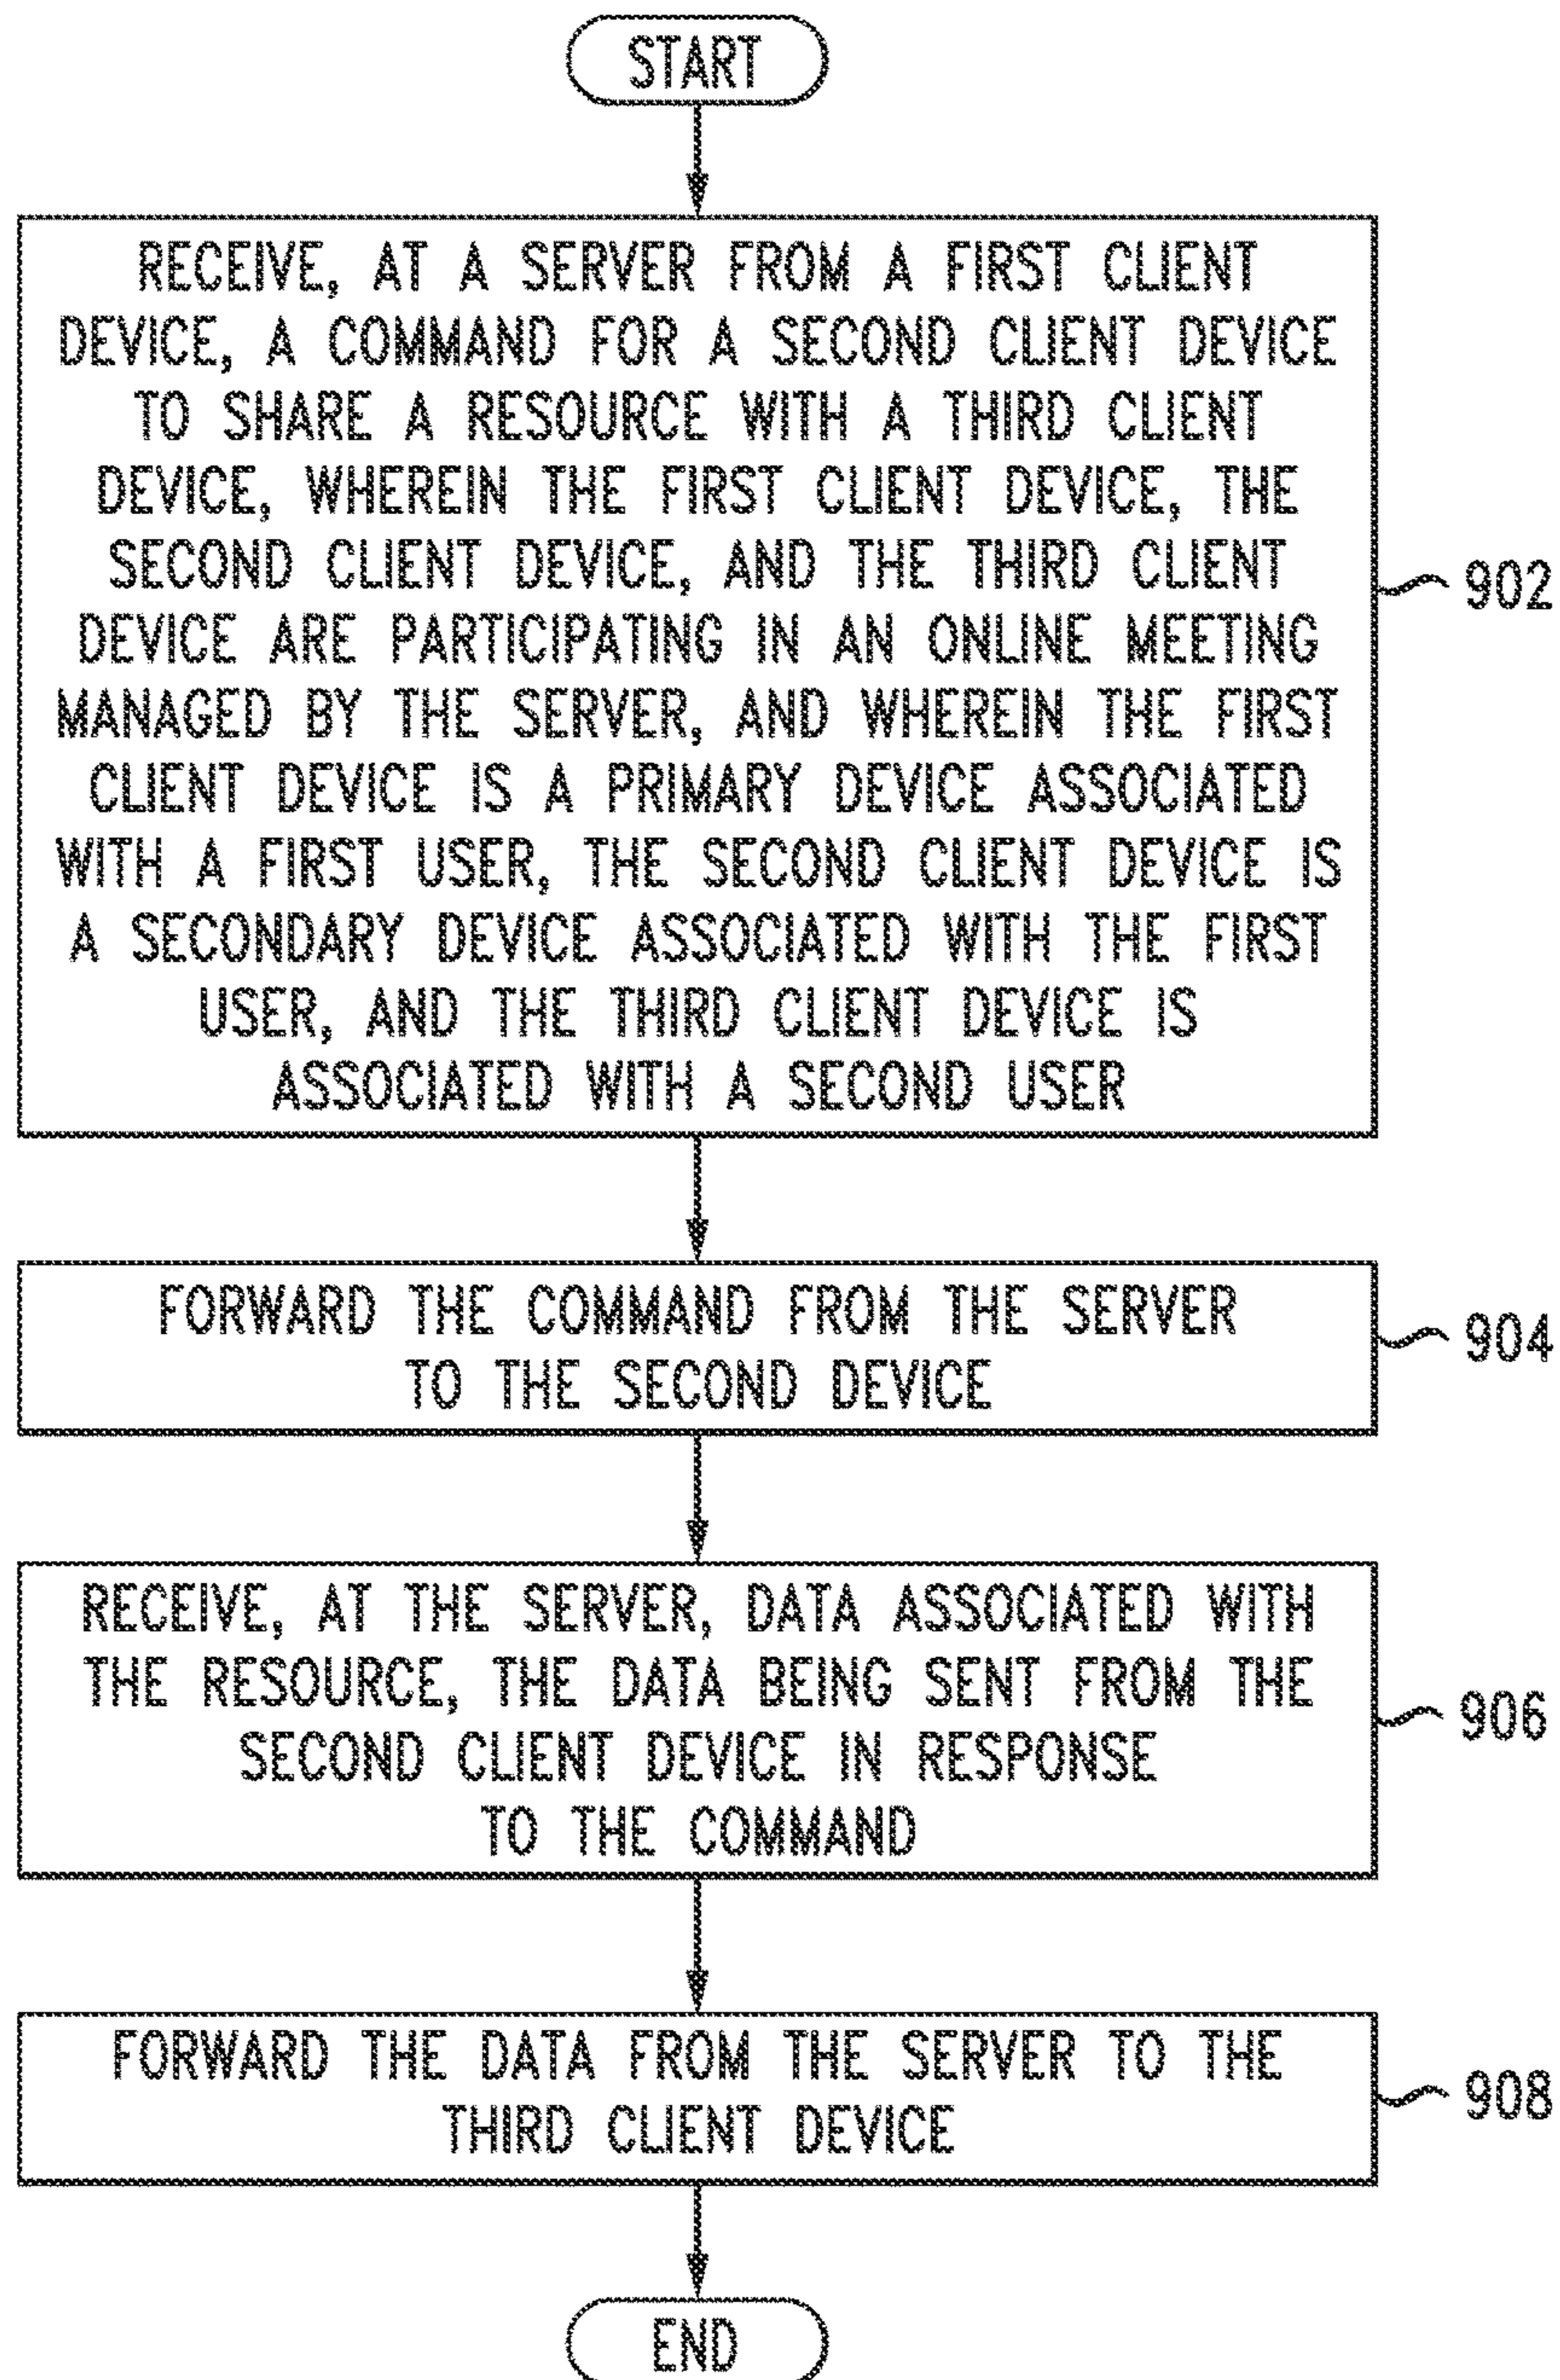 START
RECEIVE, AT A SERVER FROM A FIRST CLIENT
DEVICE, A COMMAND FOR A SECOND CLIENT DEVICE
TO SHARE A RESOURCE WITH A THIRD CLIENT
DEVICE, WHEREIN THE FIRST CLIENT DEVICE, THE
SECOND CLIENT DEVICE, AND THE THIRD CLIENT
DEVICE ARE PARTICIPATING IN AN ONLINE MEETING
MANAGED BY THE SERVER, AND WHEREIN THE FIRST
CLIENT DEVICE IS A PRIMARY DEVICE ASSOCIATED
WITH A FIRST USER, THE SECOND CLIENT DEVICE IS
A SECONDARY DEVICE ASSOCIATED WITH THE FIRST
USER, AND THE THIRD CLIENT DEVICE IS
ASSOCIATED WITH A SECOND USER
902
FORWARD THE COMMAND FROM THE SERVER
TO THE SECOND DEVICE
904
RECEIVE, AT THE SERVER, DATA ASSOCIATED WITH
THE RESOURCE, THE DATA BEING SENT FROM THE
SECOND CLIENT DEVICE IN RESPONSE
TO THE COMMAND
906
FORWARD THE DATA FROM THE SERVER TO THE
THIRD CLIENT DEVICE
908
END